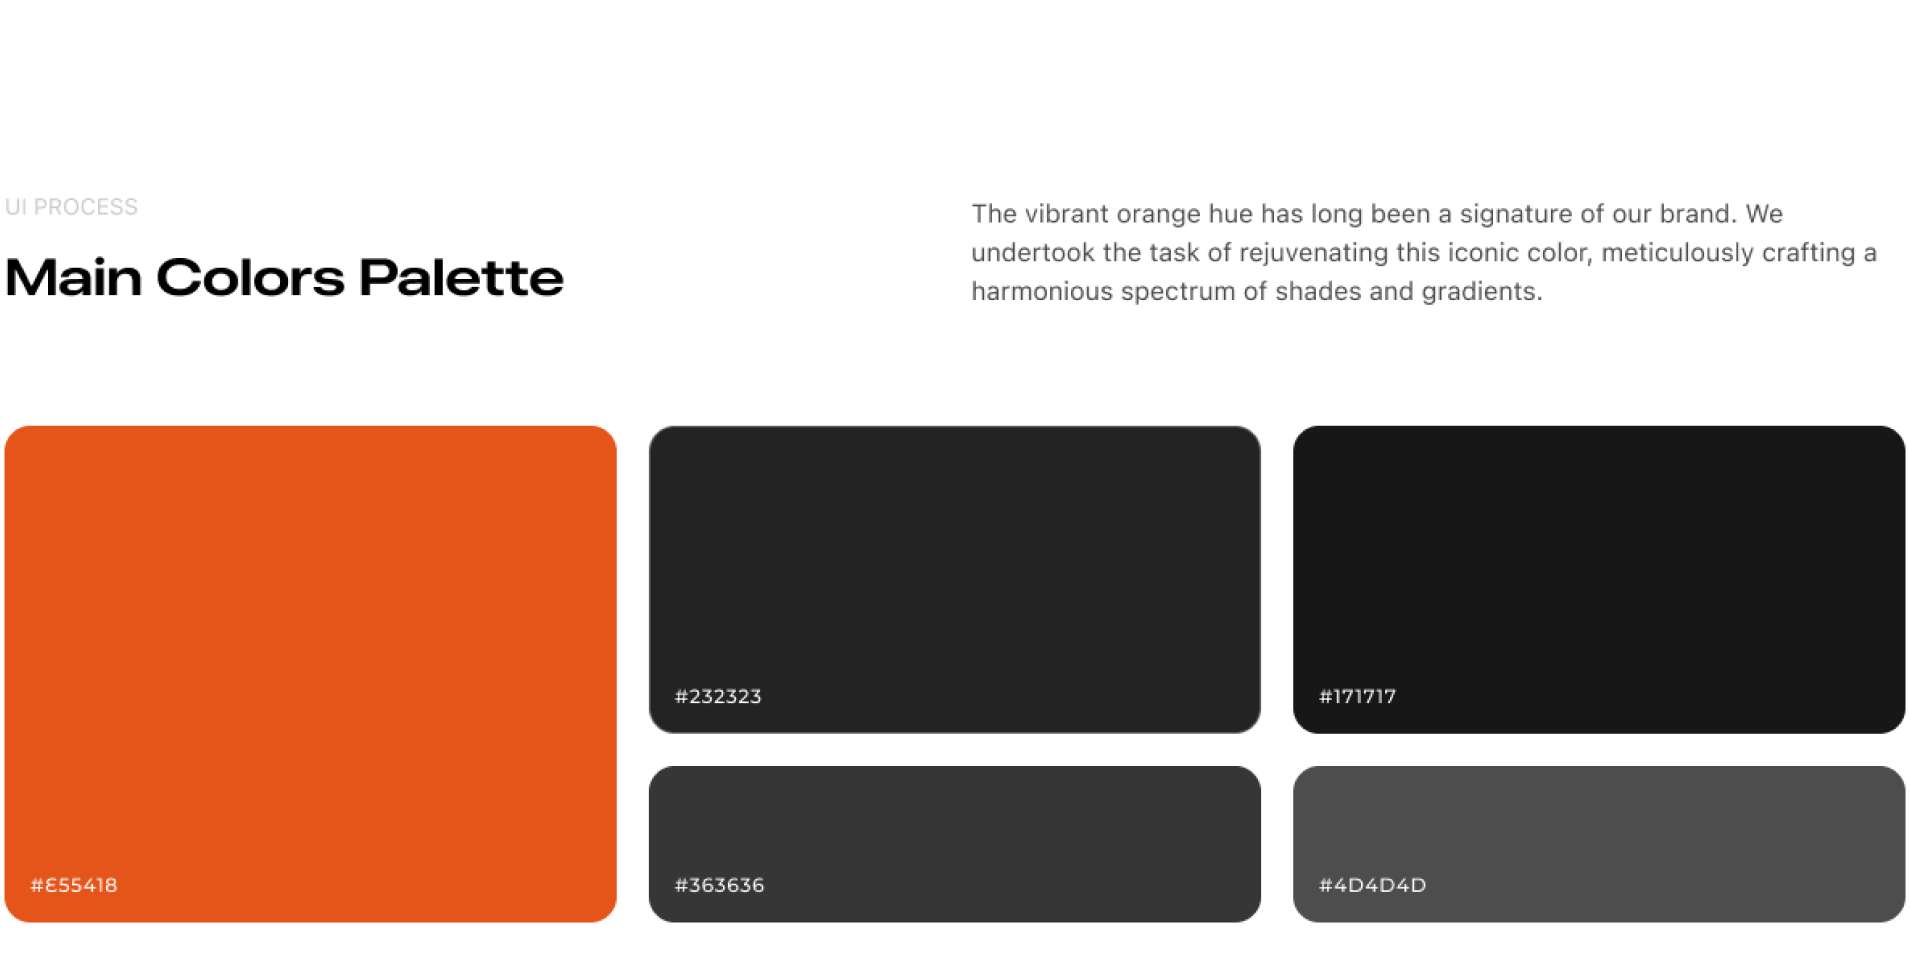 UI PROCESS
Main Colors Palette
The vibrant orange hue has long been a signature of our brand. We
undertook the task of rejuvenating this iconic color, meticulously crafting a
harmonious spectrum of shades and gradients.
#E55418
#232323
#171717
#363636
#4D4D4D